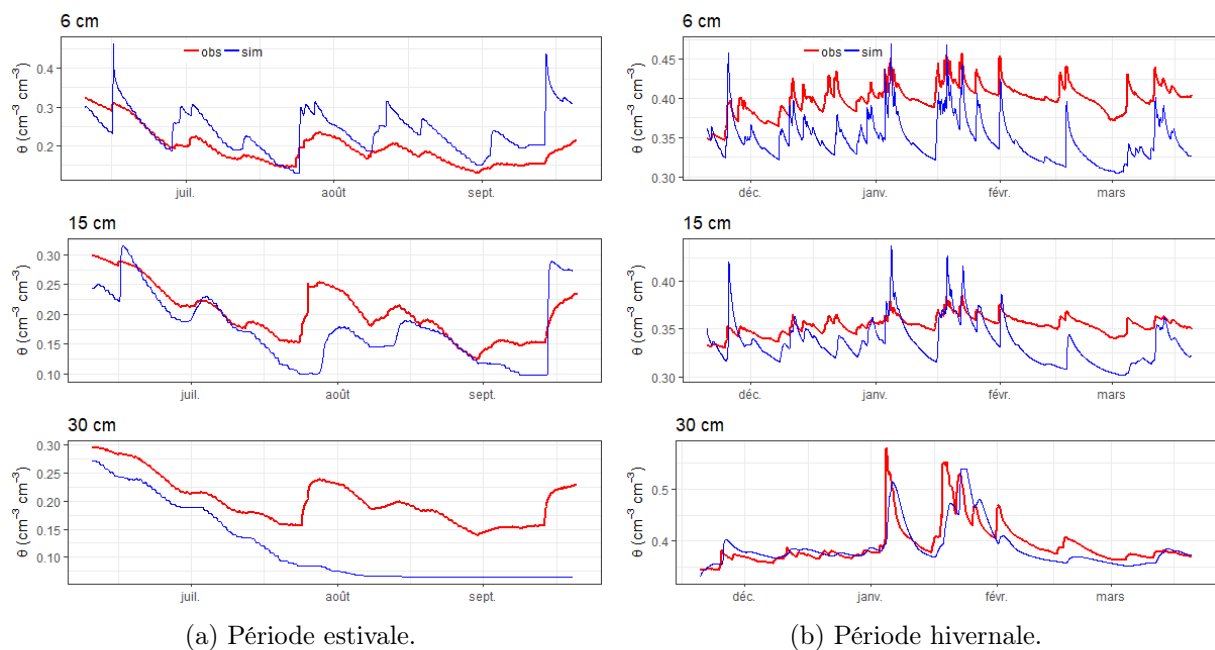 6 cm
obs sim
θ (cm⁻³ cm⁻³)
0.4
0.3
0.2
juil. août sept.
15 cm
θ (cm⁻³ cm⁻³)
0.30
0.25
0.20
0.15
0.10
juil. août sept.
30 cm
θ (cm⁻³ cm⁻³)
0.30
0.25
0.20
0.15
0.10
juil. août sept.
(a) Période estivale.
6 cm
obs sim
θ (cm⁻³ cm⁻³)
0.45
0.40
0.35
0.30
déc. janv. févr. mars
15 cm
θ (cm⁻³ cm⁻³)
0.40
0.35
0.30
déc. janv. févr. mars
30 cm
θ (cm⁻³ cm⁻³)
0.5
0.4
déc. janv. févr. mars
(b) Période hivernale.